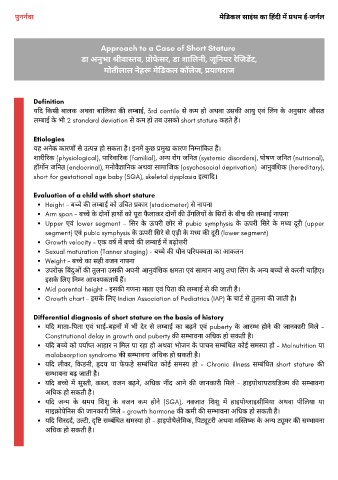 पुनर्नवा
मेडिकल साइंस का हिंदी में प्रथम ई-जर्नल
Approach to a Case of Short Stature
डा अनुभा श्रीवास्तव, प्रोफेसर, डा शालिनी, जूनियर रेजिडेंट,
मोतीलाल नेहरू मेडिकल कॉलेज, प्रयागराज
Definition
यदि किसी बालक अथवा बालिका की लम्बाई, 3rd centile से कम हो अथवा उसकी आयु एवं लिंग के अनुसार औसत
लम्बाई के भी 2 standard deviation से कम हो तब उसको short stature कहते हैं।
Etiologies
यह अनेक कारणों से उत्पन्न हो सकता है। इनमें कुछ प्रमुख कारण निम्नांकित हैं।
शारीरिक (physiological), पारिवारिक (familial), अन्य रोग जनित (systemic disorders), पोषण जनित (nutritional),
हॉर्मोन जनित (endocrinal), मनोवैज्ञानिक अथवा सामाजिक (psychosocial deprivation) आनुवंशिक (hereditary),
short for gestational age baby (SGA), skeletal dysplasia इत्यादि।
Evaluation of a child with short stature
• Height - बच्चे की लम्बाई को उचित प्रकार (stadiometer) से नापना
• Arm span - बच्चे के दोनों हाथों को पूरा फैलाकर दोनों की उँगलियों के सिरों के बीच की लम्बाई नापना
• Upper एवं lower segment - सिर के ऊपरी छोर से pubic symphysis के ऊपरी सिरे के मध्य दूरी (upper
segment) एवं pubic symphysis के ऊपरी सिरे से एड़ी के मध्य की दूरी (lower segment)
• Growth velocity - एक वर्ष में बच्चे की लम्बाई में बढ़ोत्तरी
• Sexual maturation (Tanner staging) - बच्चे की यौन परिपक्वता का आकलन
• Weight - बच्चे का सही वजन नापना
• उपरोक्त बिंदुओं की तुलना उसकी अपनी आनुवंशिक क्षमता एवं सामान आयु तथा लिंग के अन्य बच्चों से करनी चाहिए।
इसके लिए निम्न आवश्यकतायें हैं।
• Mid parental height - इसकी गणना माता एवं पिता की लम्बाई से की जाती है।
• Growth chart - इसके लिए Indian Association of Pediatrics (IAP) के चार्ट से तुलना की जाती है।
Differential diagnosis of short stature on the basis of history
• यदि माता-पिता एवं भाई-बहनों में भी देर से लम्बाई का बढ़ने एवं puberty के आरम्भ होने की जानकारी मिले -
Constitutional delay in growth and puberty की सम्भावना अधिक हो सकती है।
• यदि बच्चे को पर्याप्त आहार न मिल पा रहा हो अथवा भोजन के पाचन सम्बंधित कोई समस्या हो - Malnutrition या
malabsorption syndrome की सम्भावना अधिक हो सकती है।
• यदि लीवर, किडनी, हृदय या फेफड़े सम्बंधित कोई समस्या हो - Chronic illness सम्बंधित short stature की
सम्भावना बढ़ जाती है।
• यदि बच्चे में सुस्ती, कब्ज, वजन बढ़ने, अधिक नींद आने की जानकारी मिले - हाइपोथायरायडिज्म की सम्भावना
अधिक हो सकती है।
• यदि जन्म के समय शिशु के वजन कम होने (SGA), नवजात शिशु में हाइपोग्लाइसीमिया अथवा पीलिया या
माइक्रोपेनिस की जानकारी मिले - growth hormone की कमी की सम्भावना अधिक हो सकती है।
• यदि सिरदर्द, उल्टी, दृष्टि सम्बंधित समस्या हो - हाइपोथैलेमिक, पिट्यूटरी अथवा मस्तिष्क के अन्य ट्यूमर की सम्भावना
अधिक हो सकती है।